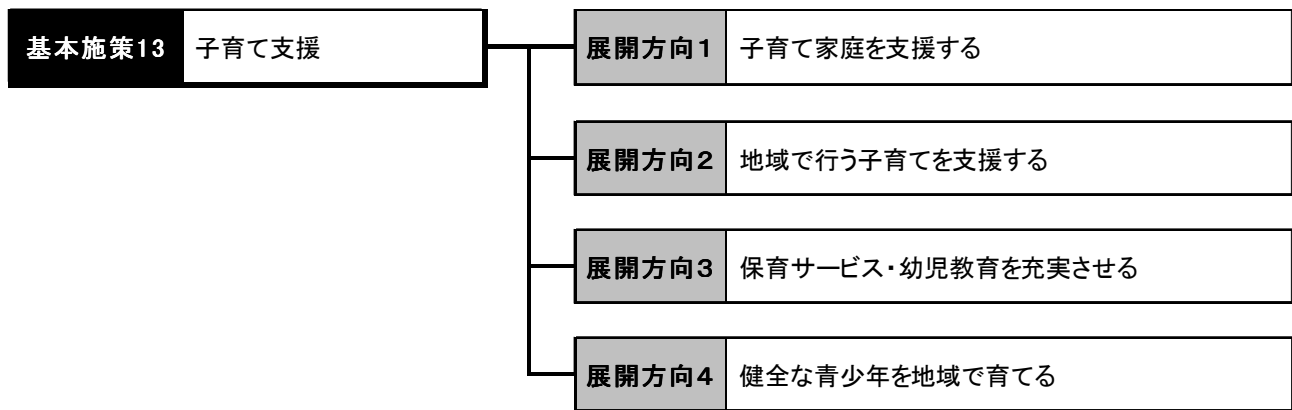 基本施策13 子育て支援
展開方向1 子育て家庭を支援する
展開方向2 地域で行う子育てを支援する
展開方向3 保育サービス・幼児教育を充実させる
展開方向4 健全な青少年を地域で育てる